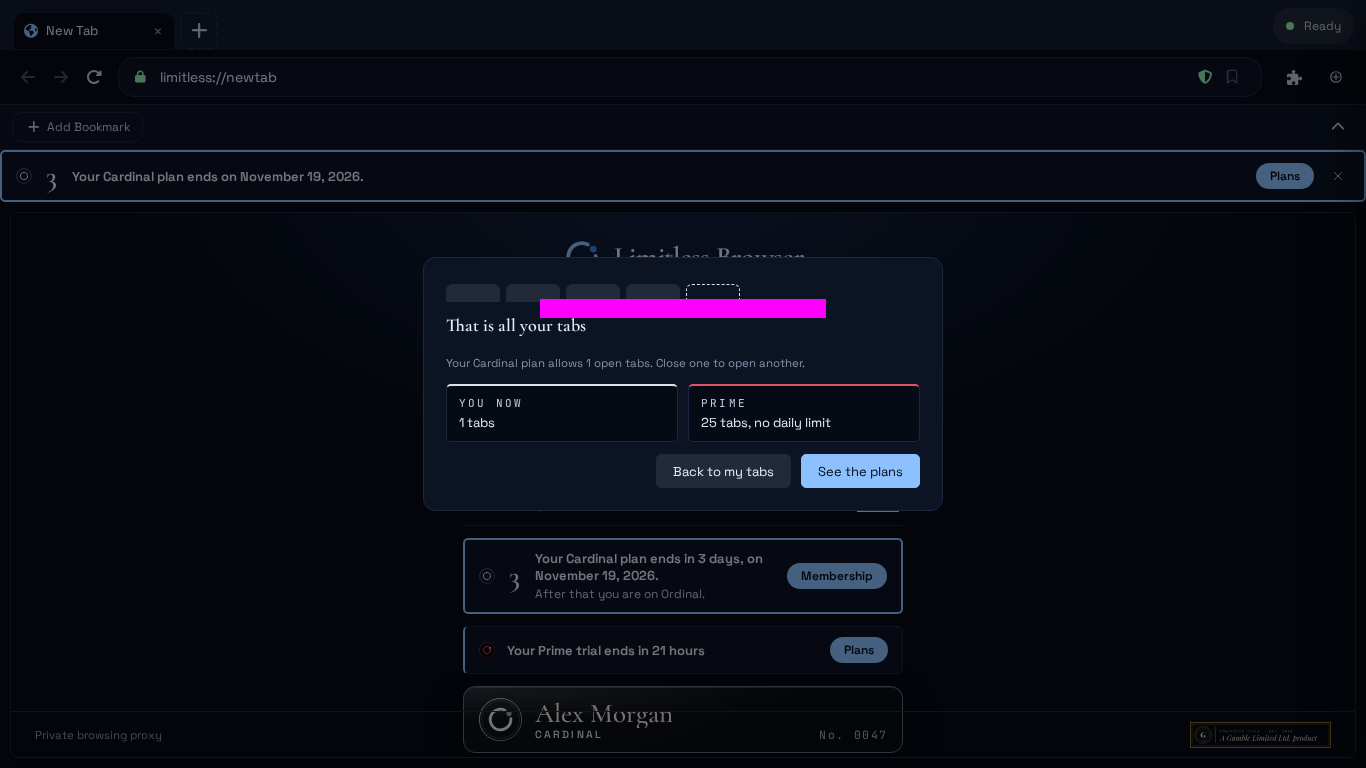 New Tab
Ready
limitless://newtab
Add Bookmark
3 Your Cardinal plan ends on November 19, 2026.
Plans
Limitless Browser
That is all your tabs
Your Cardinal plan allows 1 open tabs. Close one to open another.
YOU NOW
1 tabs
PRIME
25 tabs, no daily limit
Back to my tabs
See the plans
3
Your Cardinal plan ends in 3 days, on
November 19, 2026.
After that you are on Ordinal.
Membership
Your Prime trial ends in 21 hours
Plans
Alex Morgan
CARDINAL
No. 0047
Private browsing proxy
A Gamble Limited Ltd. product